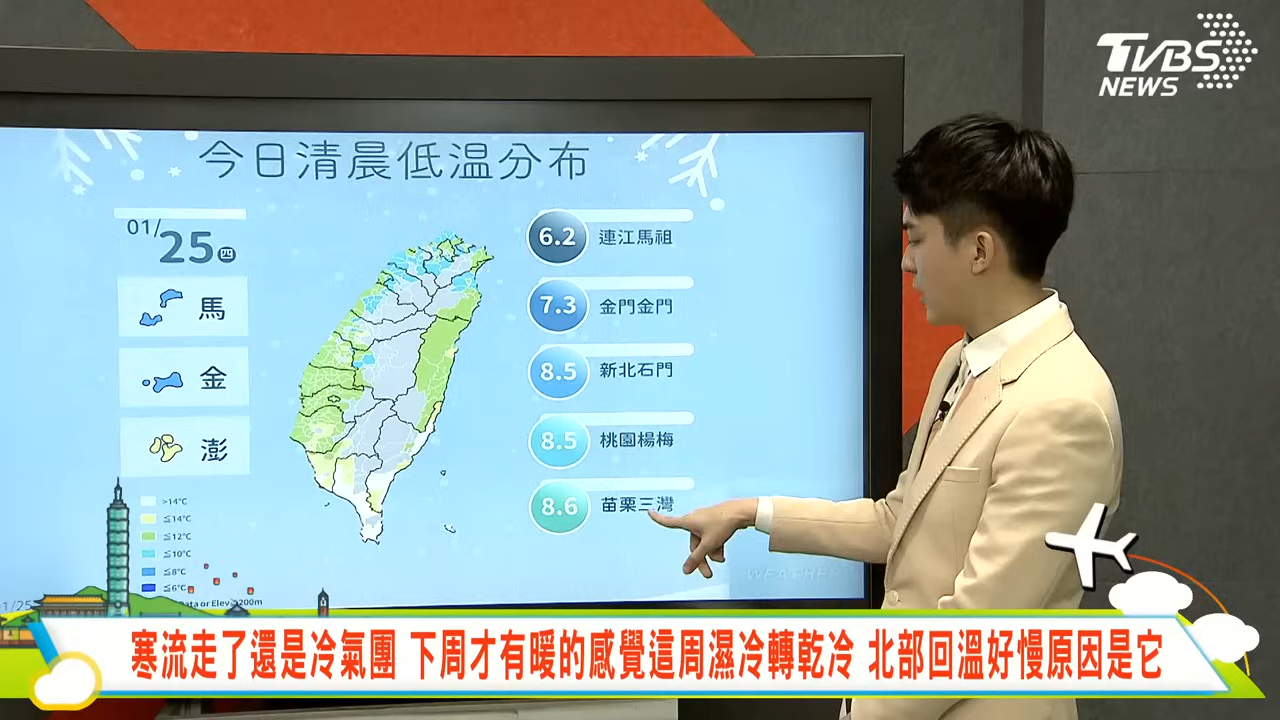 TVBS
NEWS
今日清晨低溫分布
01/25 四
馬
金
澎
6.2 連江馬祖
7.3 金門金門
8.5 新北石門
8.5 桃園楊梅
8.6 苗栗三灣
>14°C
≦14°C
≦12°C
≦10°C
≦8°C
≦6°C
1/25
寒流走了還是冷氣團 下周才有暖的感覺這周濕冷轉乾冷 北部回溫好慢原因是它